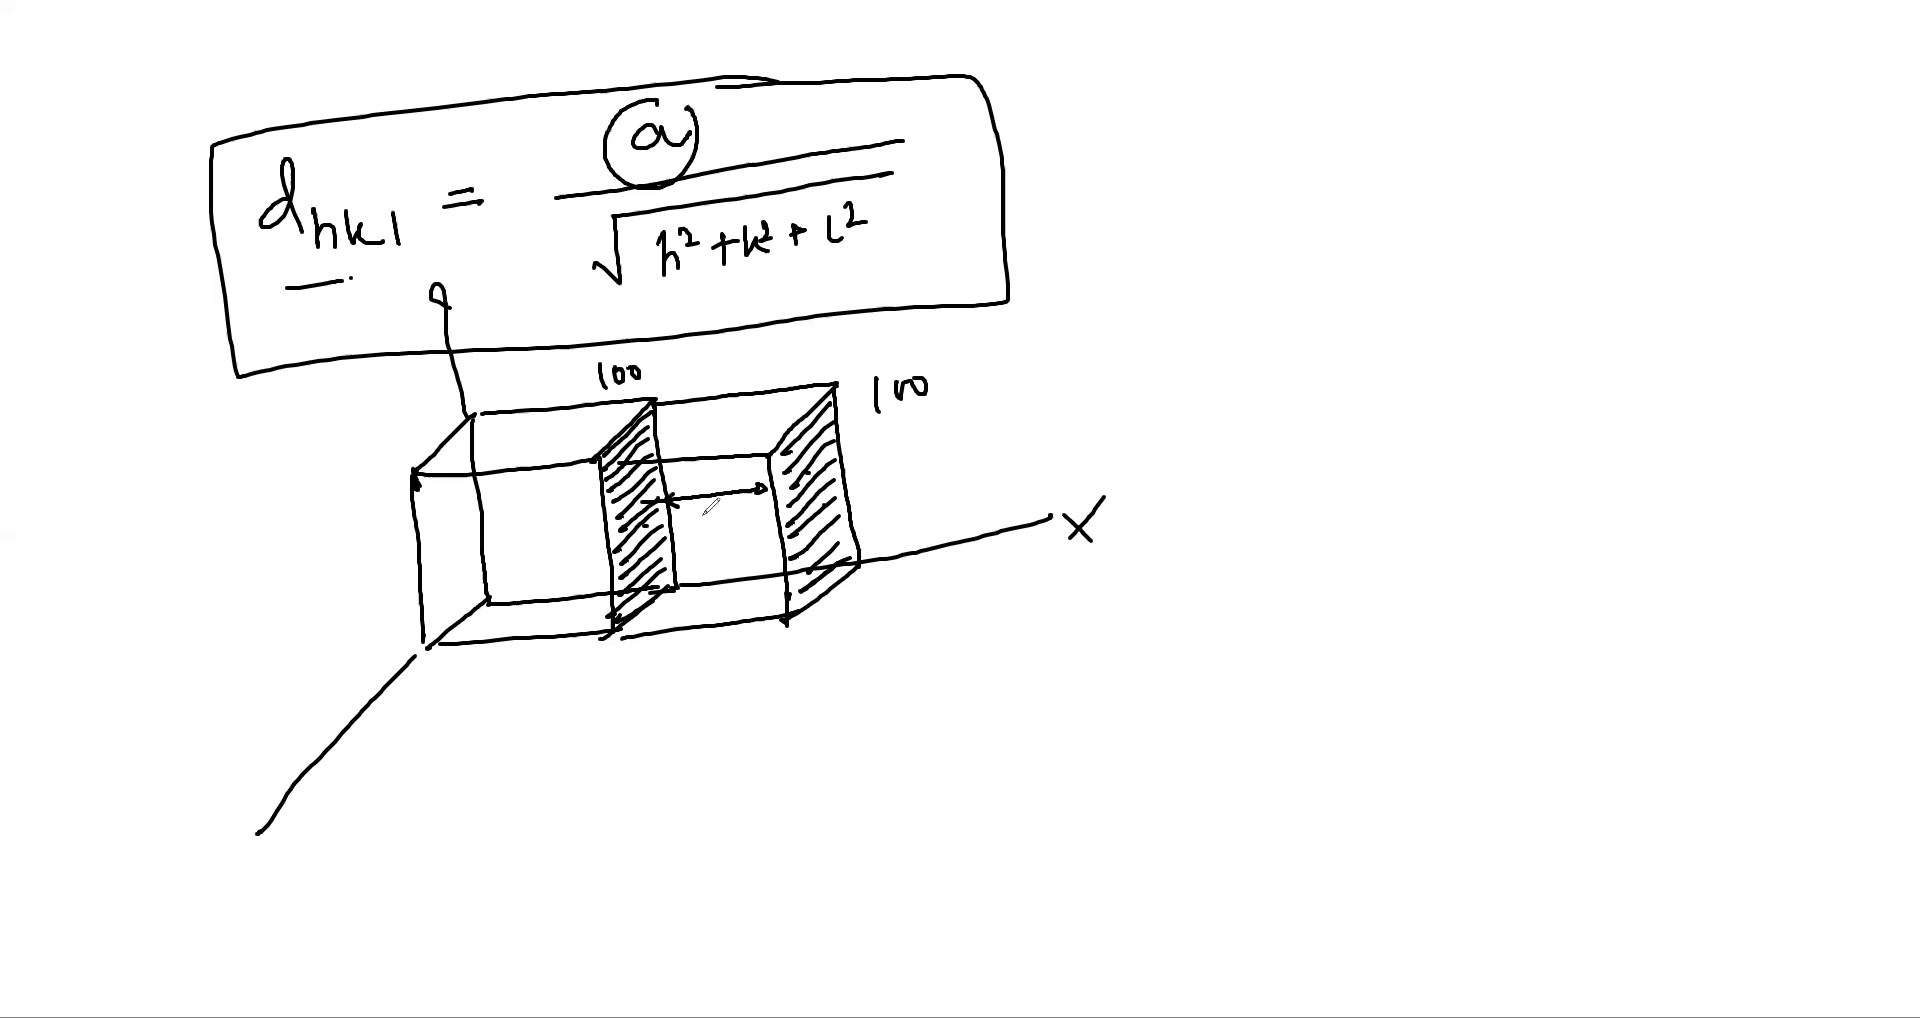 d_hkl = a / √(h² + k² + l²)
100
100
X